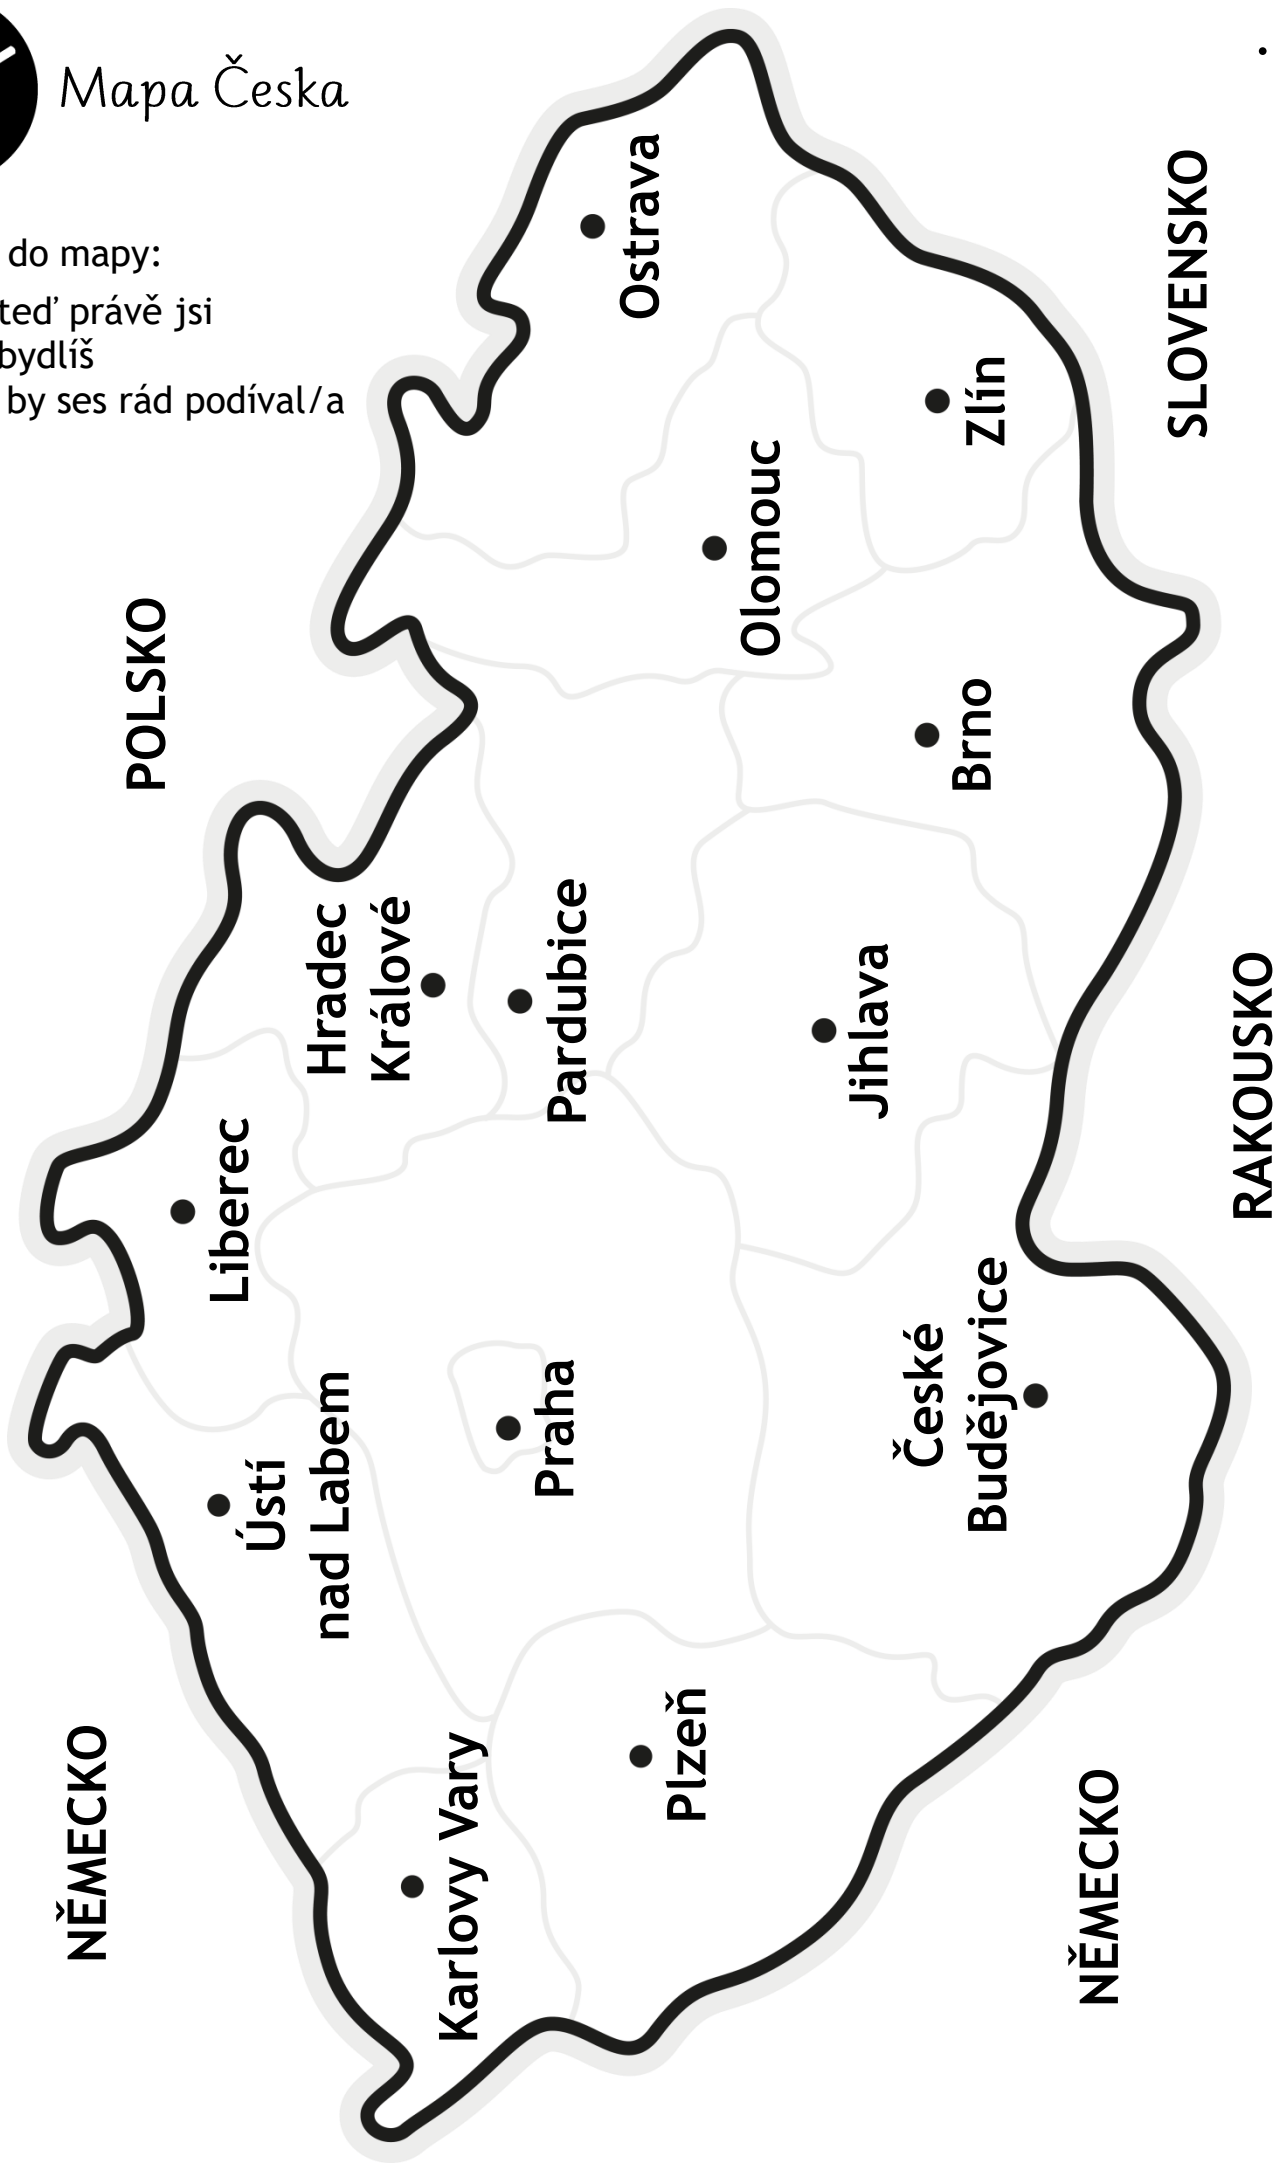 Mapa Česka
do mapy:
teď právě jsi
bydlíš
by ses rád podíval/a
POLSKO
SLOVENSKO
RAKOUSKO
NĚMECKO
NĚMECKO
Ostrava
Zlín
Olomouc
Brno
Hradec
Králové
Pardubice
Jihlava
Liberec
Ústí
nad Labem
Praha
České
Budějovice
Karlovy Vary
Plzeň